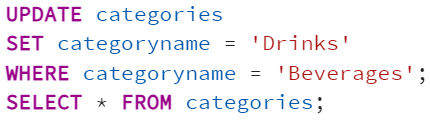 UPDATE categories
SET categoryname = 'Drinks'
WHERE categoryname = 'Beverages';
SELECT * FROM categories;